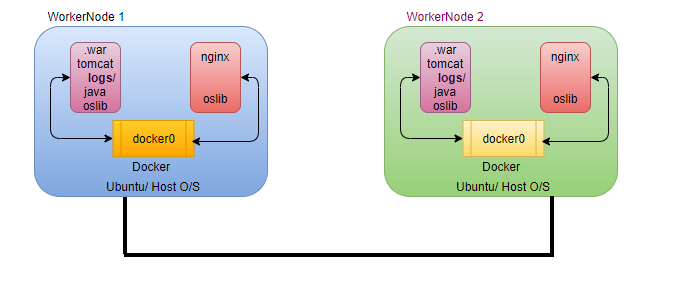 WorkerNode 1
.war
tomcat
logs/
java
oslib
nginx
oslib
docker0
Docker
Ubuntu/ Host O/S
WorkerNode 2
.war
tomcat
logs/
java
oslib
nginx
oslib
docker0
Docker
Ubuntu/ Host O/S